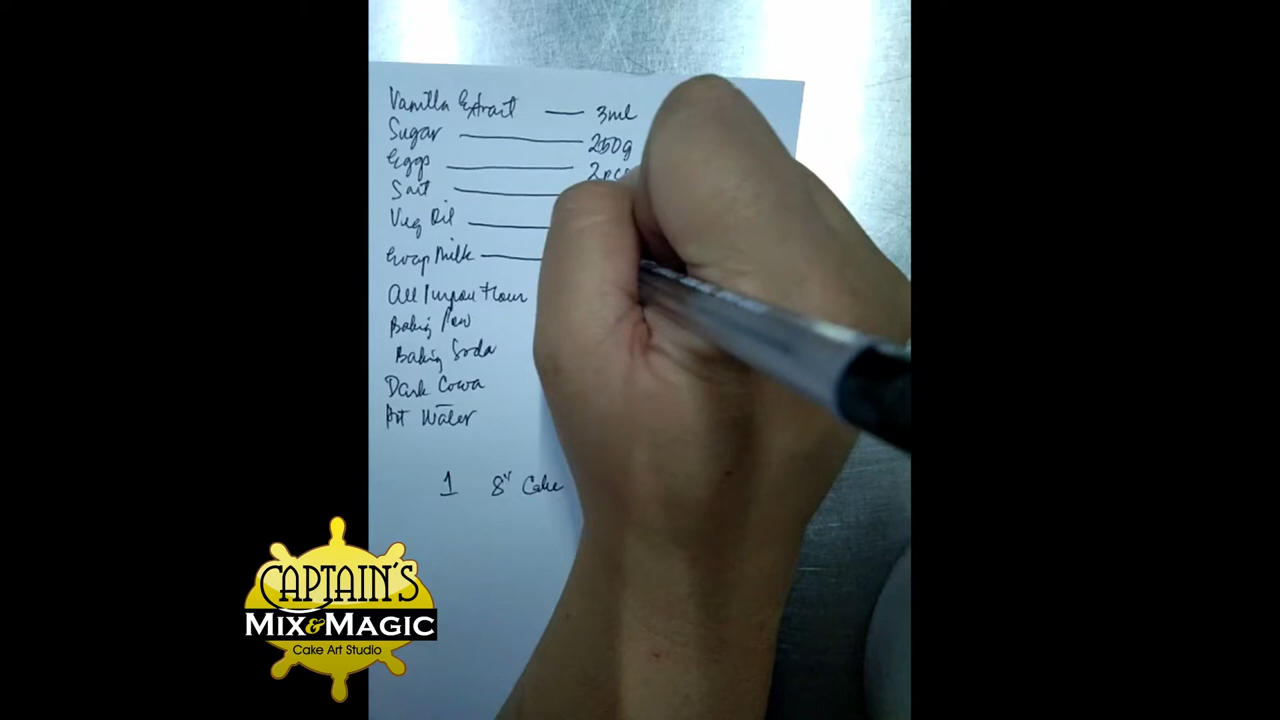 Vanilla Extract — 3ml
Sugar — 250g
Eggs — 2pcs
Salt —
Veg Oil —
Evap Milk —
All Purpose Flour
Baking Pow
Baking Soda
Dark Cocoa
Hot Water
1 8" Cake
CAPTAIN'S
MIX & MAGIC
Cake Art Studio